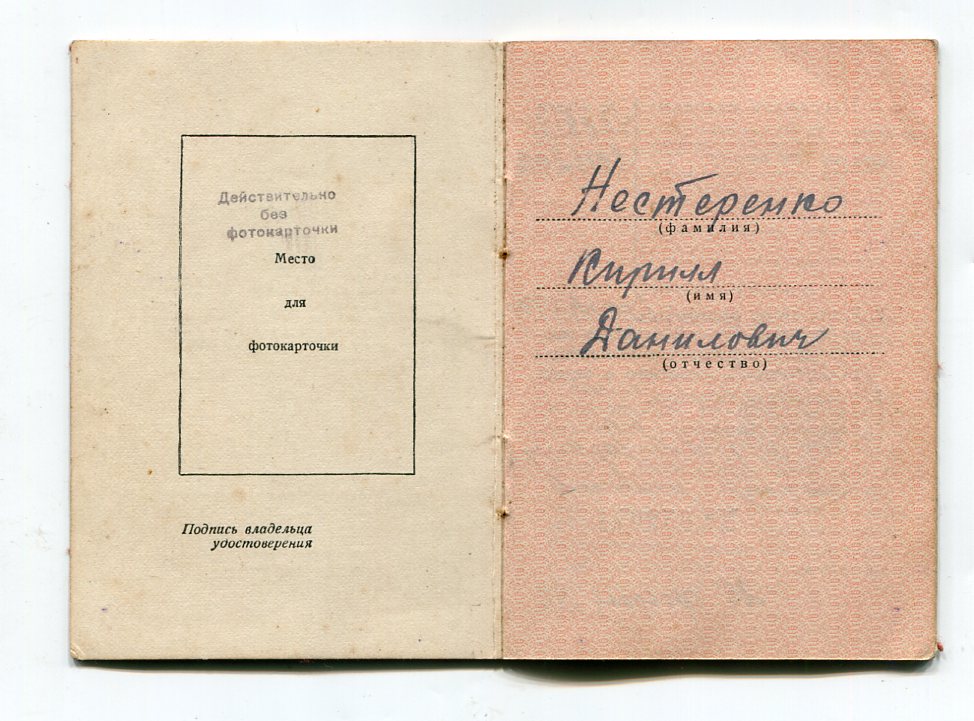 Действительно
без
фотокарточки
Место
для
фотокарточки
Подпись владельца
удостоверения
Нестеренко
(фамилия)
Кирилл
(имя)
Данилович
(отчество)